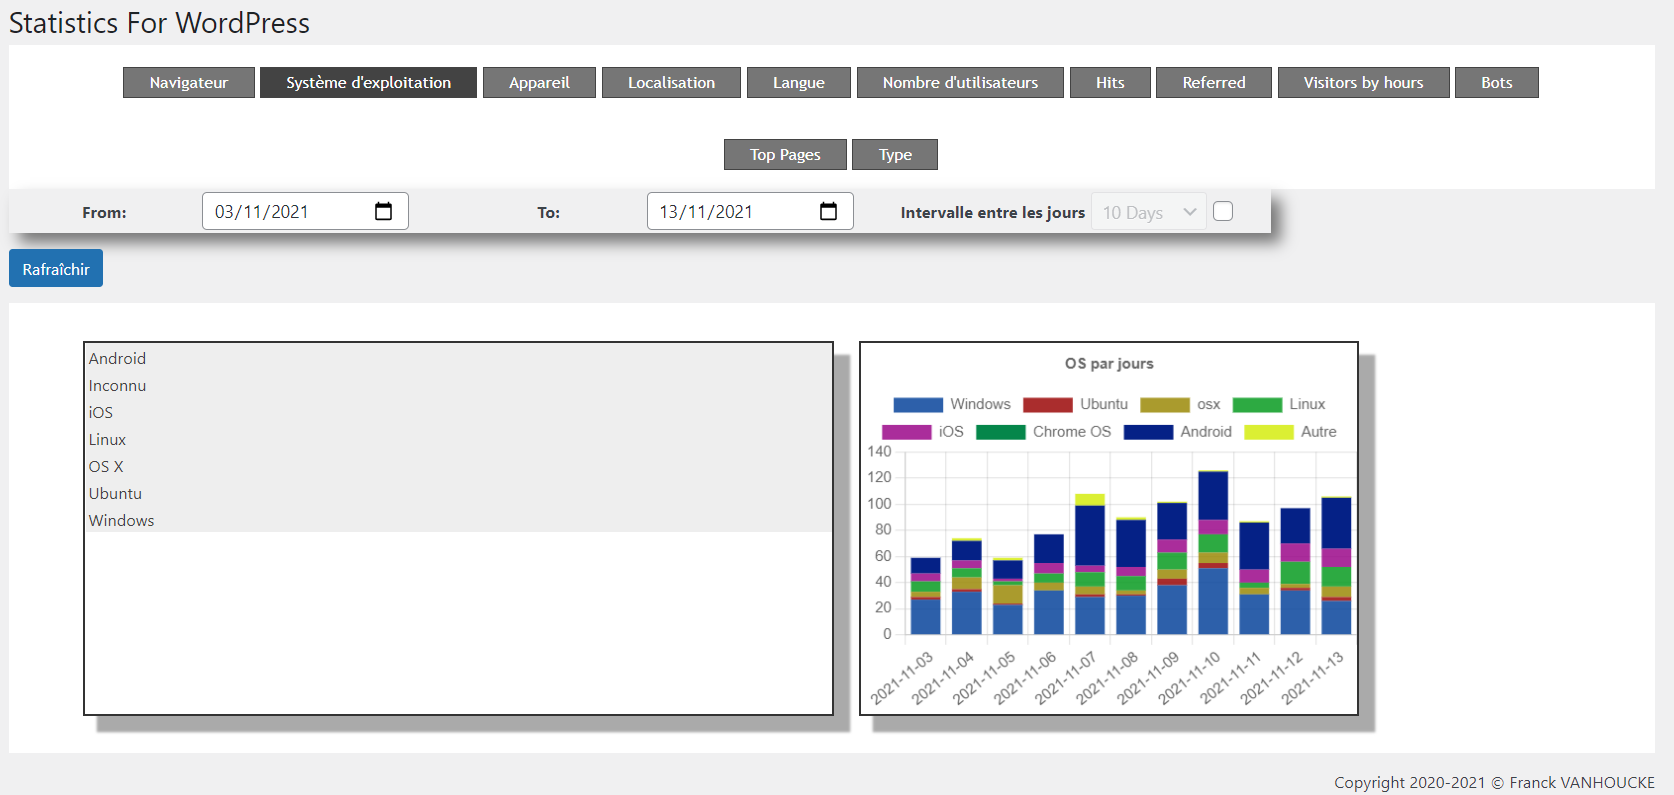 Statistics For WordPress
Navigateur Système d'exploitation Appareil Localisation Langue Nombre d'utilisateurs Hits Referred Visitors by hours Bots
Top Pages Type
From: 03/11/2021 To: 13/11/2021 Intervalle entre les jours 10 Days
Rafraîchir
Android
Inconnu
iOS
Linux
OS X
Ubuntu
Windows
OS par jours
Windows Ubuntu osx Linux
iOS Chrome OS Android Autre
140
120
100
80
60
40
20
0
2021-11-03 2021-11-04 2021-11-05 2021-11-06 2021-11-07 2021-11-08 2021-11-09 2021-11-10 2021-11-11 2021-11-12 2021-11-13
Copyright 2020-2021 © Franck VANHOUCKE